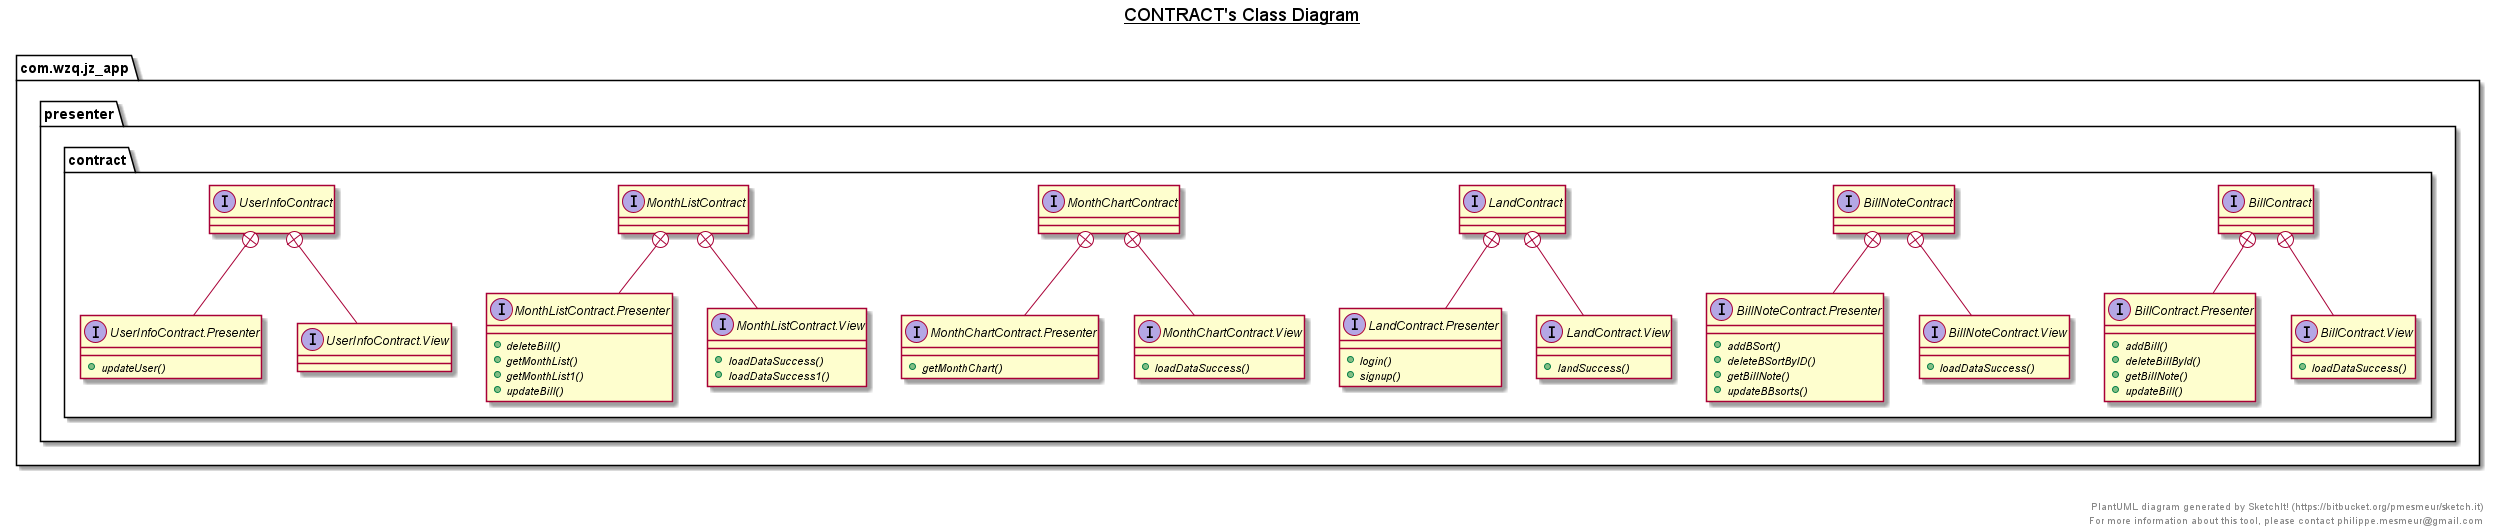 CONTRACT's Class Diagram
com.wzq.jz_app
presenter
contract
I UserInfoContract
I MonthListContract
I MonthChartContract
I LandContract
I BillNoteContract
I BillContract
I UserInfoContract.Presenter
updateUser()
I UserInfoContract.View
I MonthListContract.Presenter
deleteBill()
getMonthList()
getMonthList1()
updateBill()
I MonthListContract.View
loadDataSuccess()
loadDataSuccess1()
I MonthChartContract.Presenter
getMonthChart()
I MonthChartContract.View
loadDataSuccess()
I LandContract.Presenter
login()
signup()
I LandContract.View
landSuccess()
I BillNoteContract.Presenter
addBSort()
deleteBSortByID()
getBillNote()
updateBBsorts()
I BillNoteContract.View
loadDataSuccess()
I BillContract.Presenter
addBill()
deleteBillById()
getBillNote()
updateBill()
I BillContract.View
loadDataSuccess()
PlantUML diagram generated by SketchIt! (https://bitbucket.org/pmesmeur/sketch.it)
For more information about this tool, please contact philippe.mesmeur@gmail.com